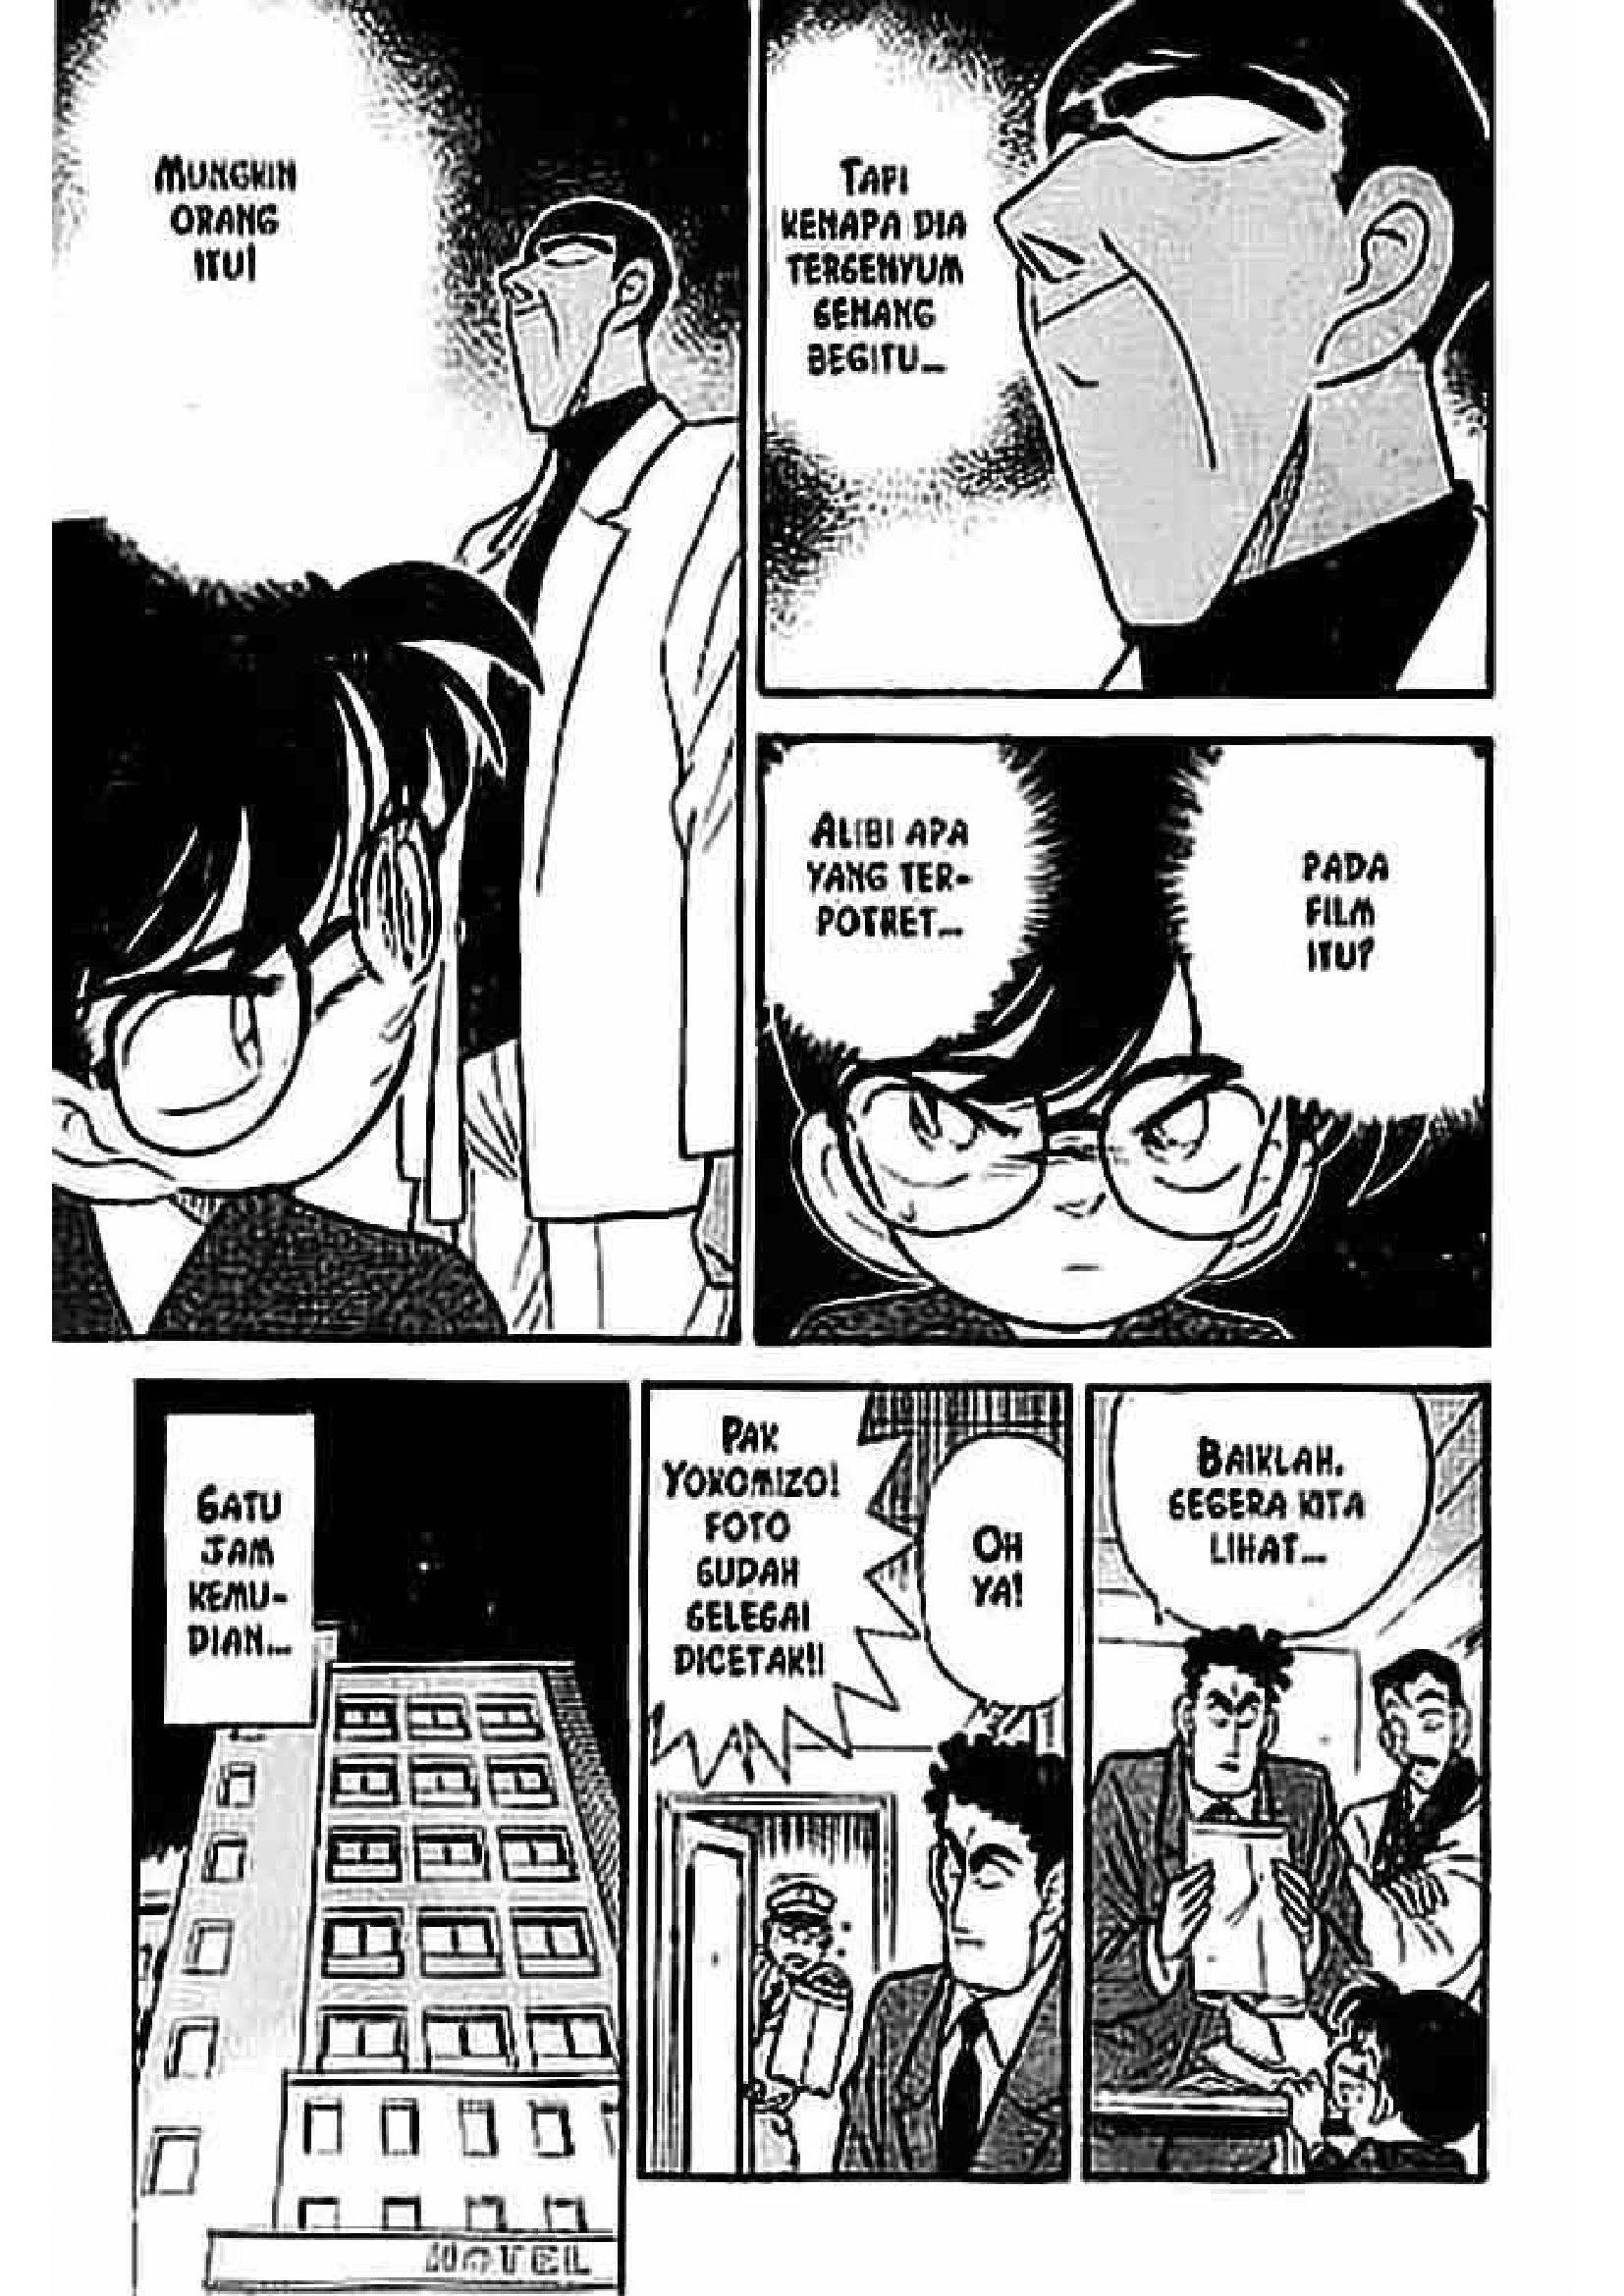 MUNGKIN
ORANG
ITU!
TAPI
KENAPA DIA
TERSENYUM
SENANG
BEGITU...
ALIBI APA
YANG TER-
POTRET...
PADA
FILM
ITU?
SATU
JAM
KEMU-
DIAN...
PAK
YOKOMIZO!
FOTO
SUDAH
SELESAI
DICETAK!!
OH
YA!
BAIKLAH.
SEGERA KITA
LIHAT...
HOTEL